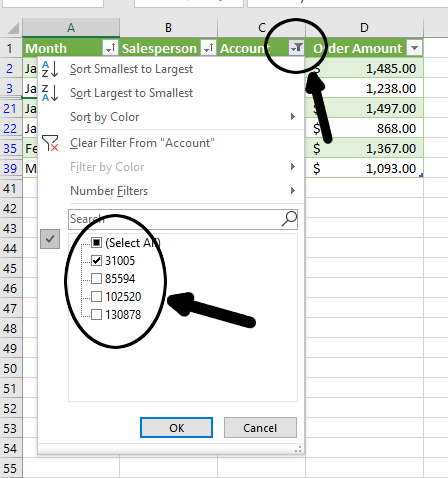 A B C D
1 Month Salesperson Account Order Amount
2 Ja $ 1,485.00
3 Ja 1,238.00
21 Ja $ 1,497.00
22 Ja $ 868.00
35 Fe $ 1,367.00
39 M $ 1,093.00
Sort Smallest to Largest
Sort Largest to Smallest
Sort by Color
Clear Filter From "Account"
Filter by Color
Number Filters
Search
(Select All)
31005
85594
102520
130878
OK Cancel
41
42
43
44
45
46
47
48
49
50
51
52
53
54
55